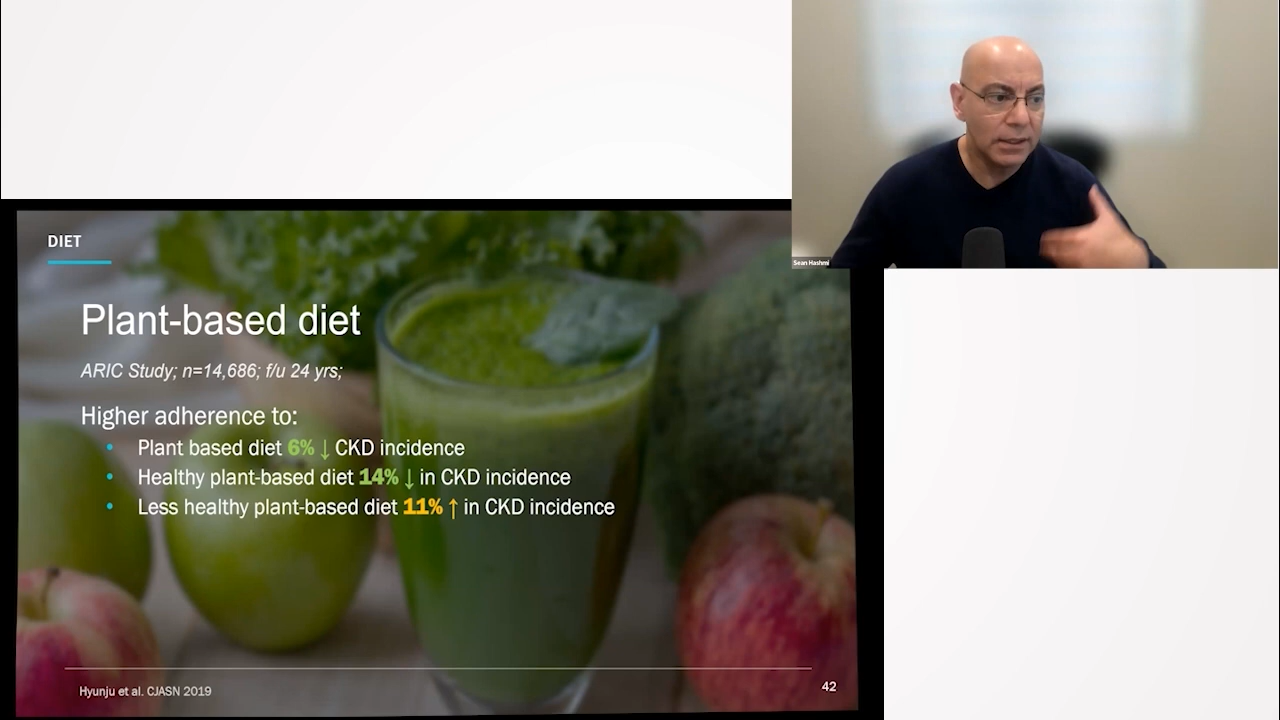 Sean Hashmi
DIET
Plant-based diet
ARIC Study; n=14,686; f/u 24 yrs;
Higher adherence to:
• Plant based diet 6% ↓ CKD incidence
• Healthy plant-based diet 14% ↓ in CKD incidence
• Less healthy plant-based diet 11% ↑ in CKD incidence
Hyunju et al. CJASN 2019
42